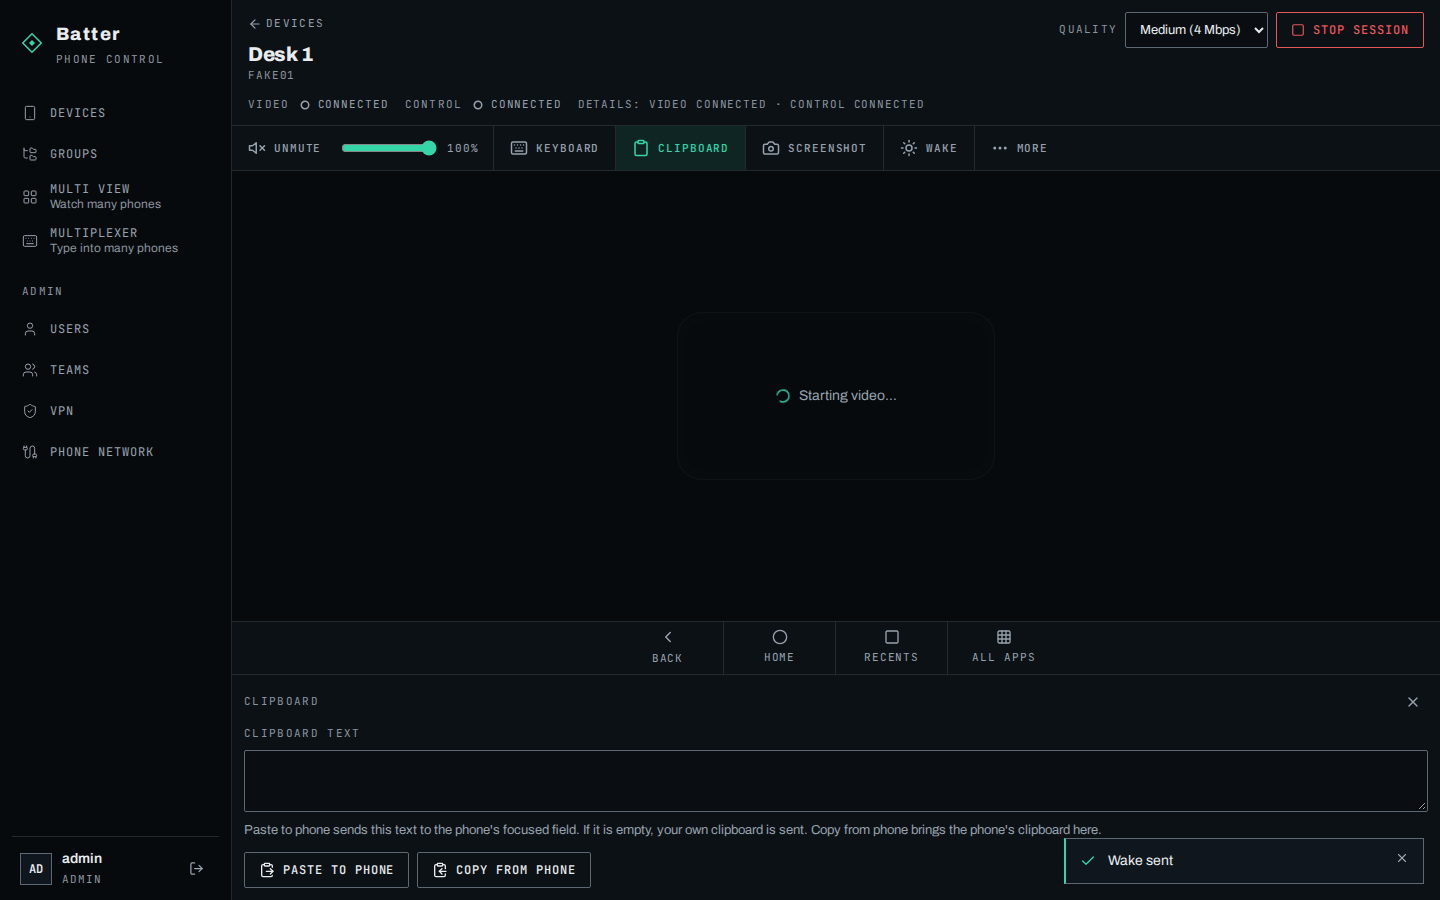 Batter
PHONE CONTROL
DEVICES
GROUPS
MULTI VIEW
Watch many phones
MULTIPLEXER
Type into many phones
ADMIN
USERS
TEAMS
VPN
PHONE NETWORK
AD
admin
ADMIN
DEVICES
Desk 1
FAKE01
VIDEO CONNECTED CONTROL CONNECTED DETAILS: VIDEO CONNECTED · CONTROL CONNECTED
QUALITY Medium (4 Mbps) STOP SESSION
UNMUTE 100% KEYBOARD CLIPBOARD SCREENSHOT WAKE MORE
Starting video...
BACK HOME RECENTS ALL APPS
CLIPBOARD
CLIPBOARD TEXT
Paste to phone sends this text to the phone's focused field. If it is empty, your own clipboard is sent. Copy from phone brings the phone's clipboard here.
PASTE TO PHONE COPY FROM PHONE
Wake sent